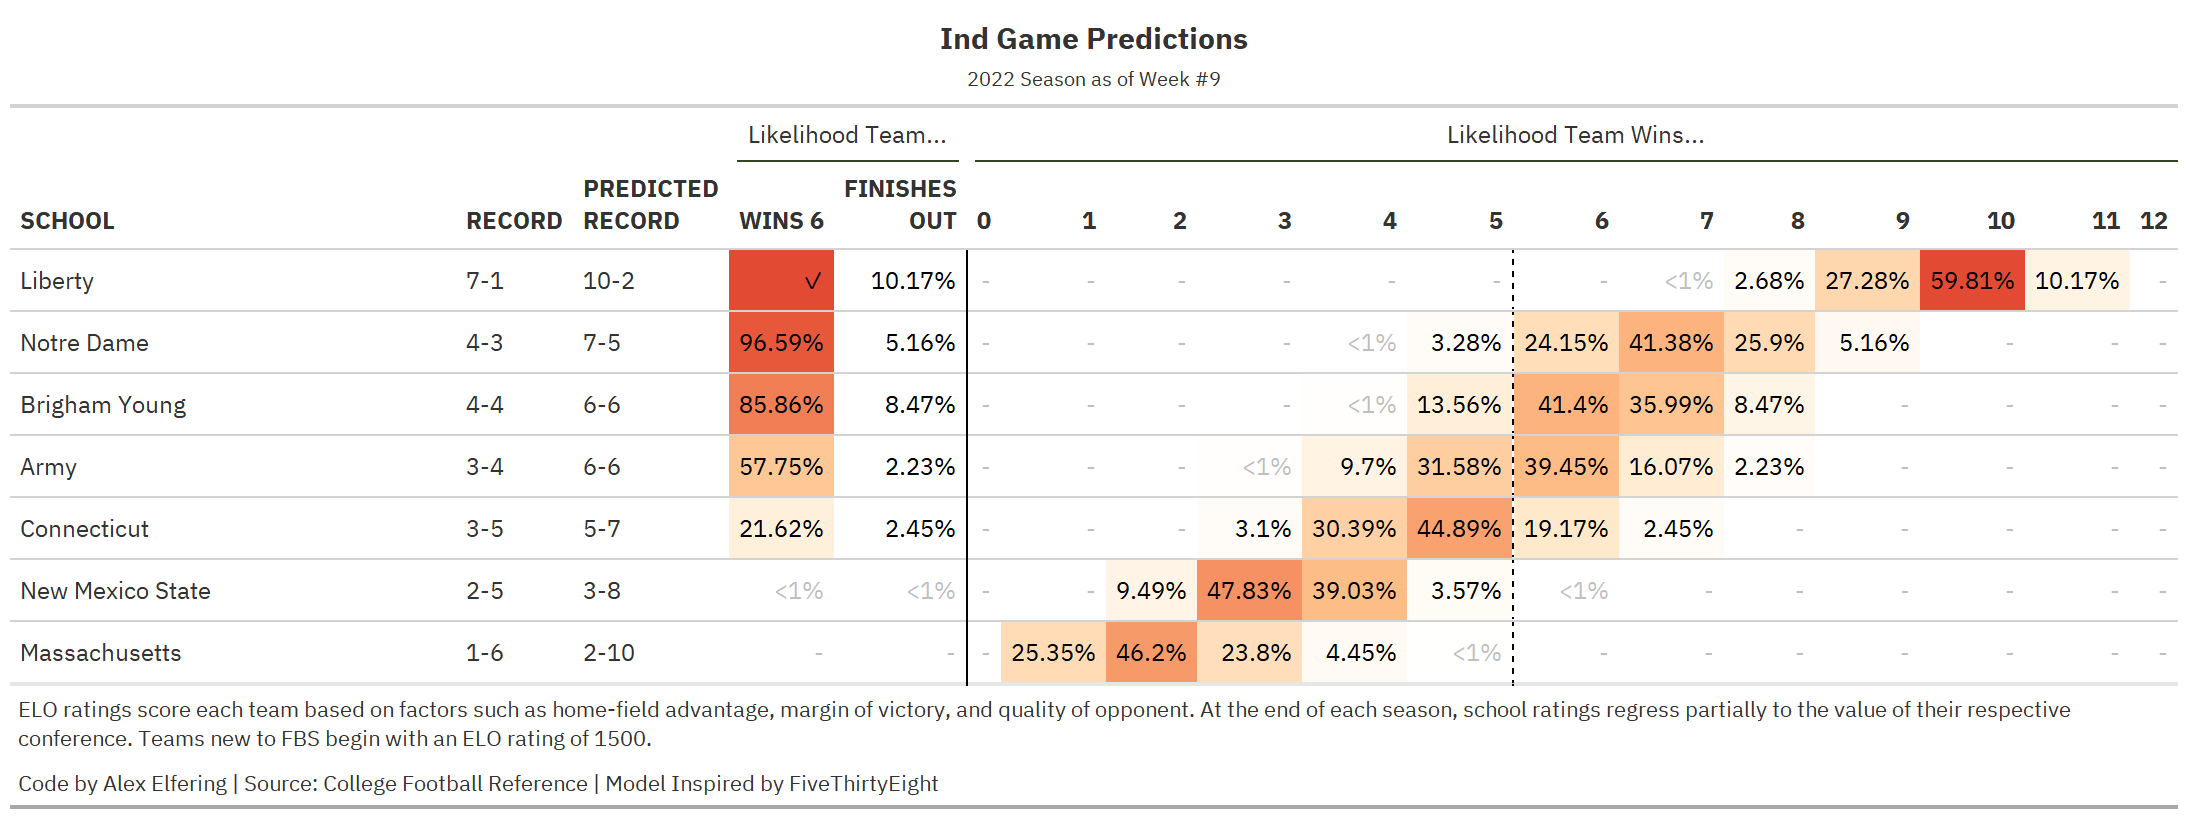 Ind Game Predictions
2022 Season as of Week #9
Likelihood Team... Likelihood Team Wins...
SCHOOL RECORD PREDICTED RECORD WINS 6 FINISHES OUT 0 1 2 3 4 5 6 7 8 9 10 11 12
Liberty 7-1 10-2 ✓ 10.17% - - - - - - - <1% 2.68% 27.28% 59.81% 10.17% -
Notre Dame 4-3 7-5 96.59% 5.16% - - - - <1% 3.28% 24.15% 41.38% 25.9% 5.16% - - -
Brigham Young 4-4 6-6 85.86% 8.47% - - - - <1% 13.56% 41.4% 35.99% 8.47% - - - -
Army 3-4 6-6 57.75% 2.23% - - - <1% 9.7% 31.58% 39.45% 16.07% 2.23% - - - -
Connecticut 3-5 5-7 21.62% 2.45% - - - 3.1% 30.39% 44.89% 19.17% 2.45% - - - - -
New Mexico State 2-5 3-8 <1% <1% - - 9.49% 47.83% 39.03% 3.57% <1% - - - - - -
Massachusetts 1-6 2-10 - - - 25.35% 46.2% 23.8% 4.45% <1% - - - - - - -
ELO ratings score each team based on factors such as home-field advantage, margin of victory, and quality of opponent. At the end of each season, school ratings regress partially to the value of their respective
conference. Teams new to FBS begin with an ELO rating of 1500.
Code by Alex Elfering | Source: College Football Reference | Model Inspired by FiveThirtyEight